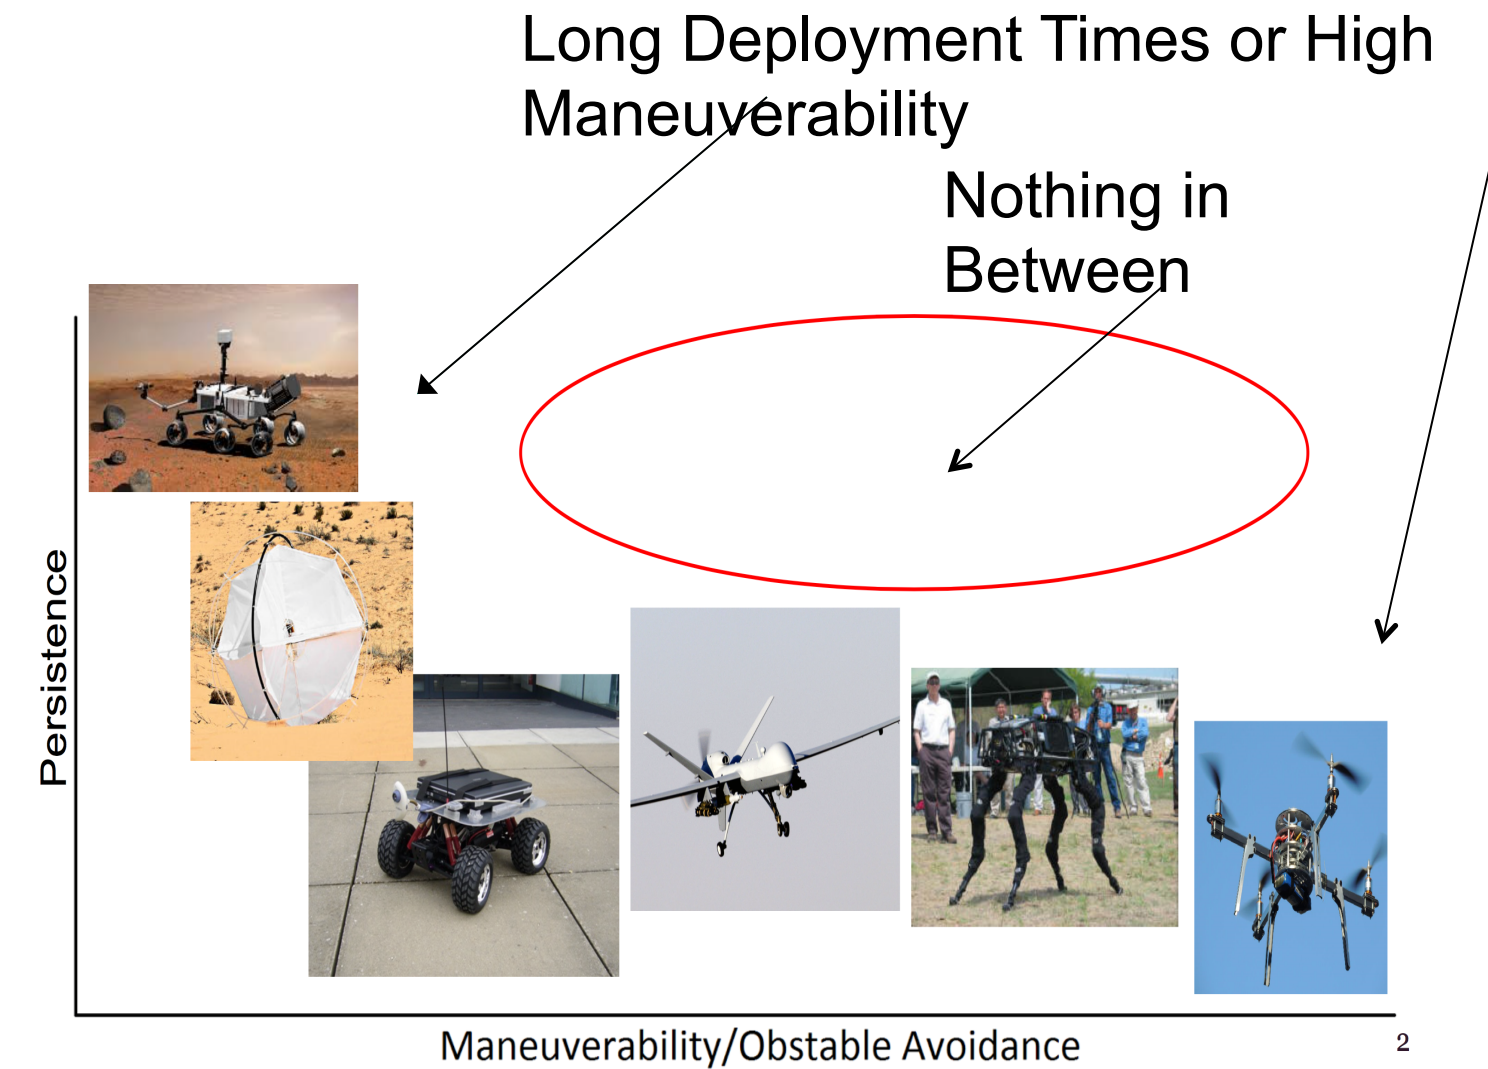 Long Deployment Times or High
Maneuverability
Nothing in
Between
Persistence
Maneuverability/Obstable Avoidance
2